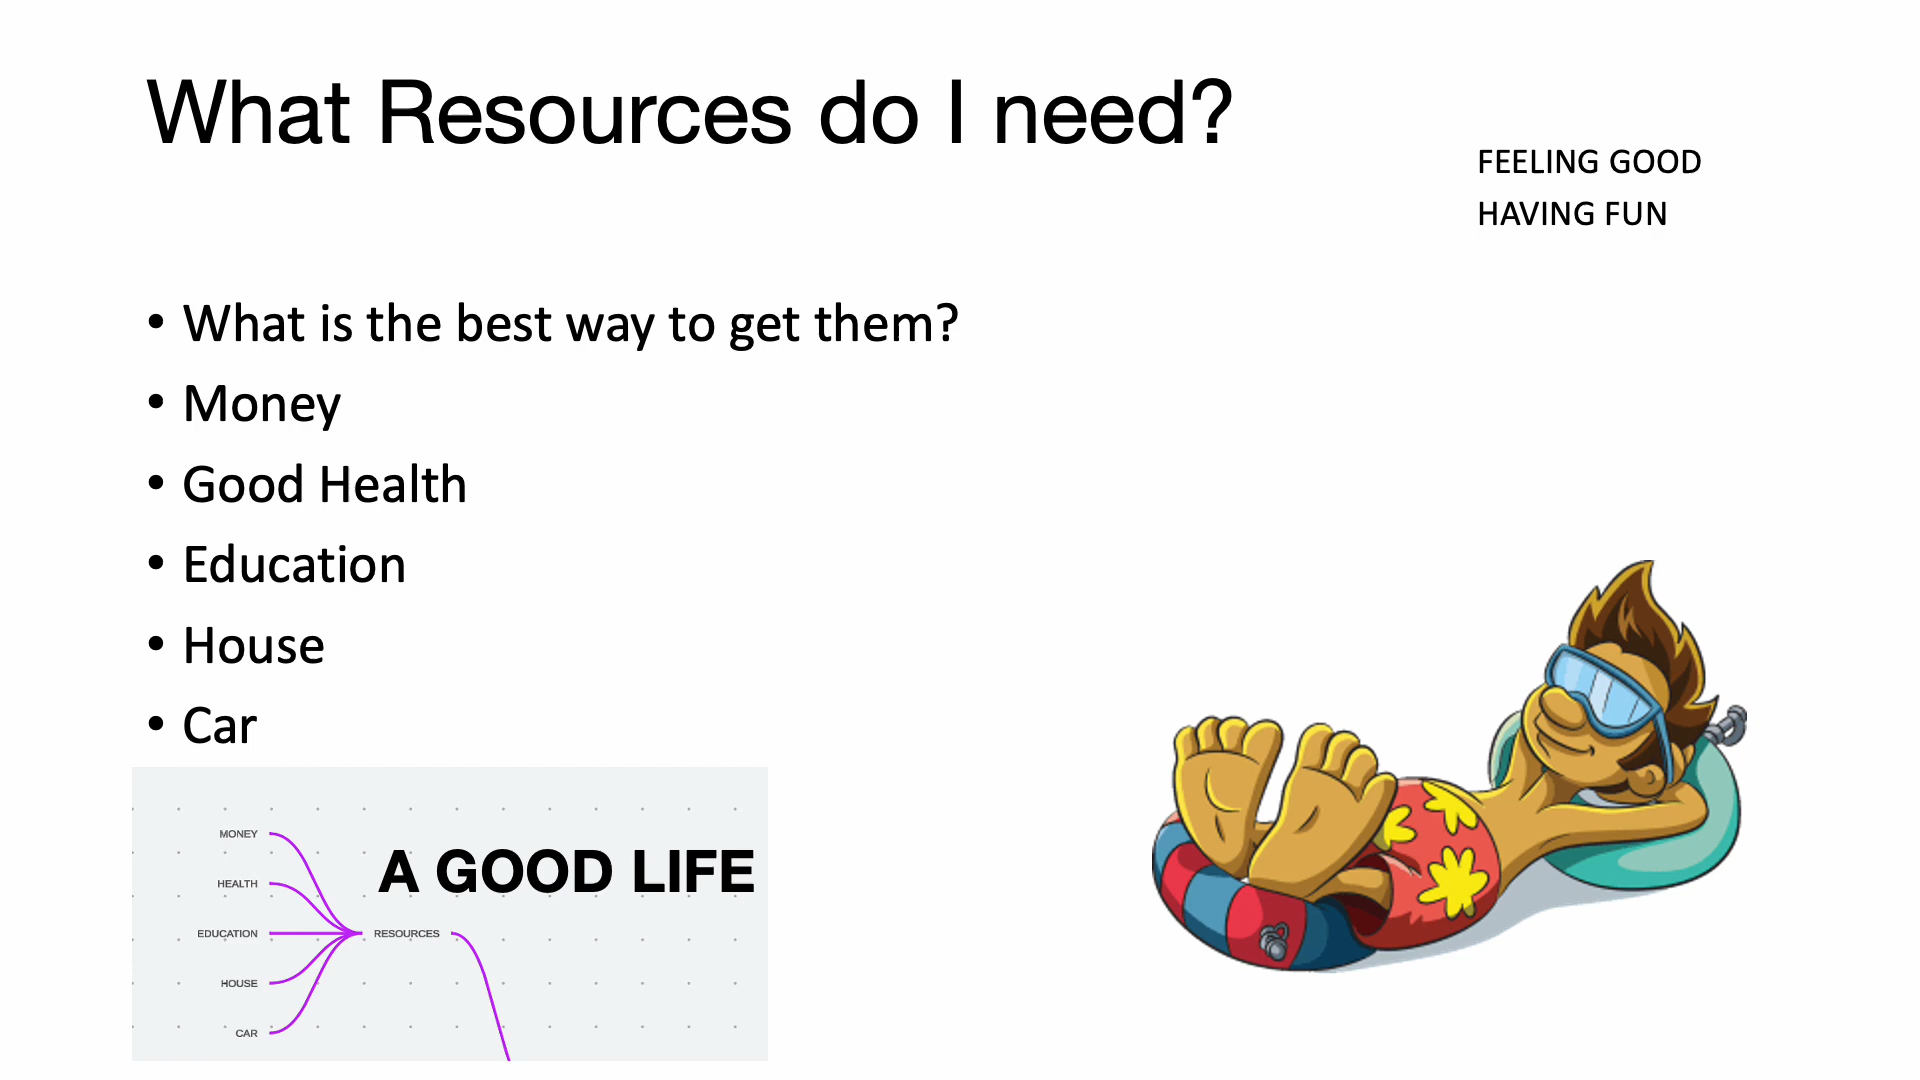 What Resources do I need?
FEELING GOOD
HAVING FUN
• What is the best way to get them?
• Money
• Good Health
• Education
• House
• Car
A GOOD LIFE
MONEY
HEALTH
EDUCATION
RESOURCES
HOUSE
CAR